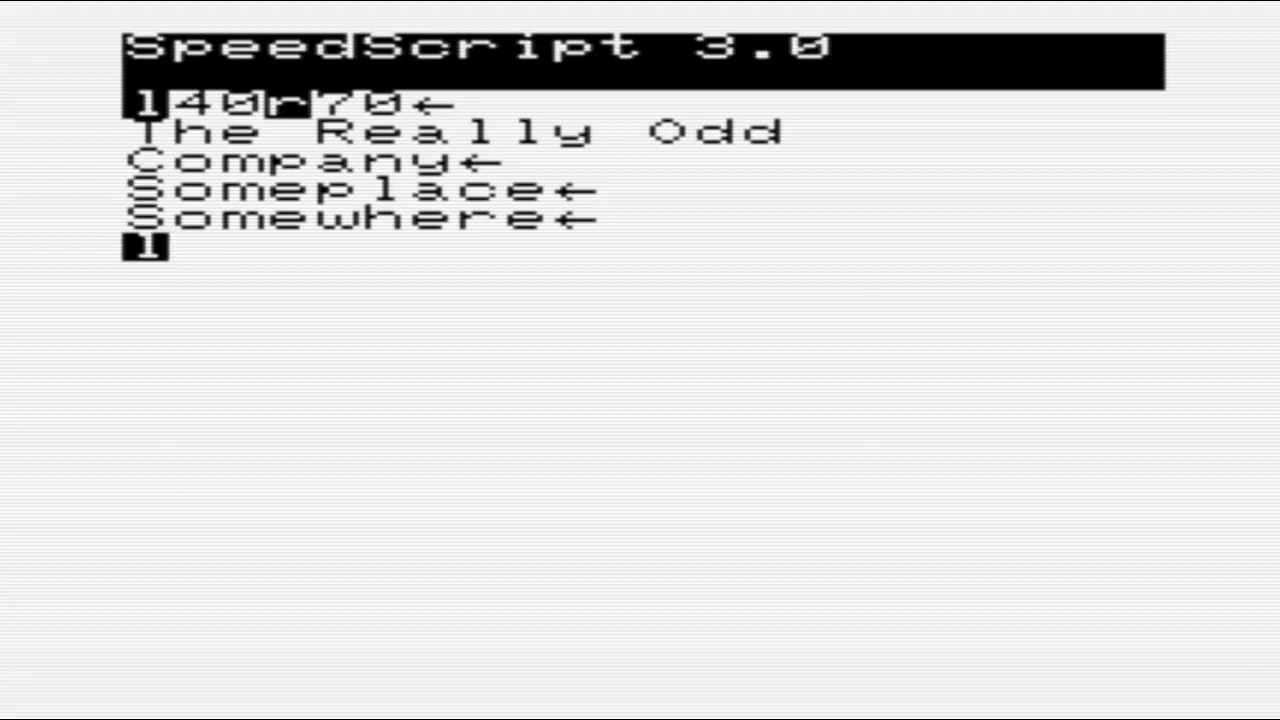 SpeedScript 3.0
l40r70←
The Really Odd
Company←
Someplace←
Somewhere←
l